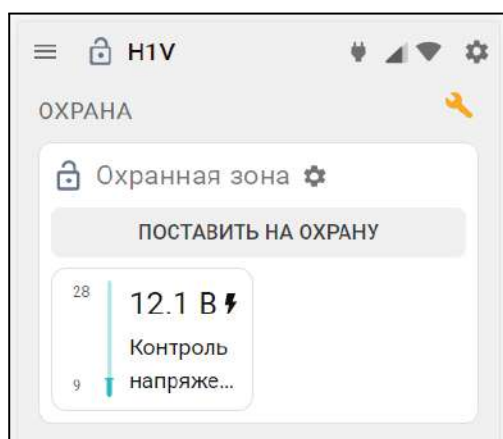 H1V
ОХРАНА
Охранная зона
ПОСТАВИТЬ НА ОХРАНУ
28
12.1 В
Контроль
9 напряже...